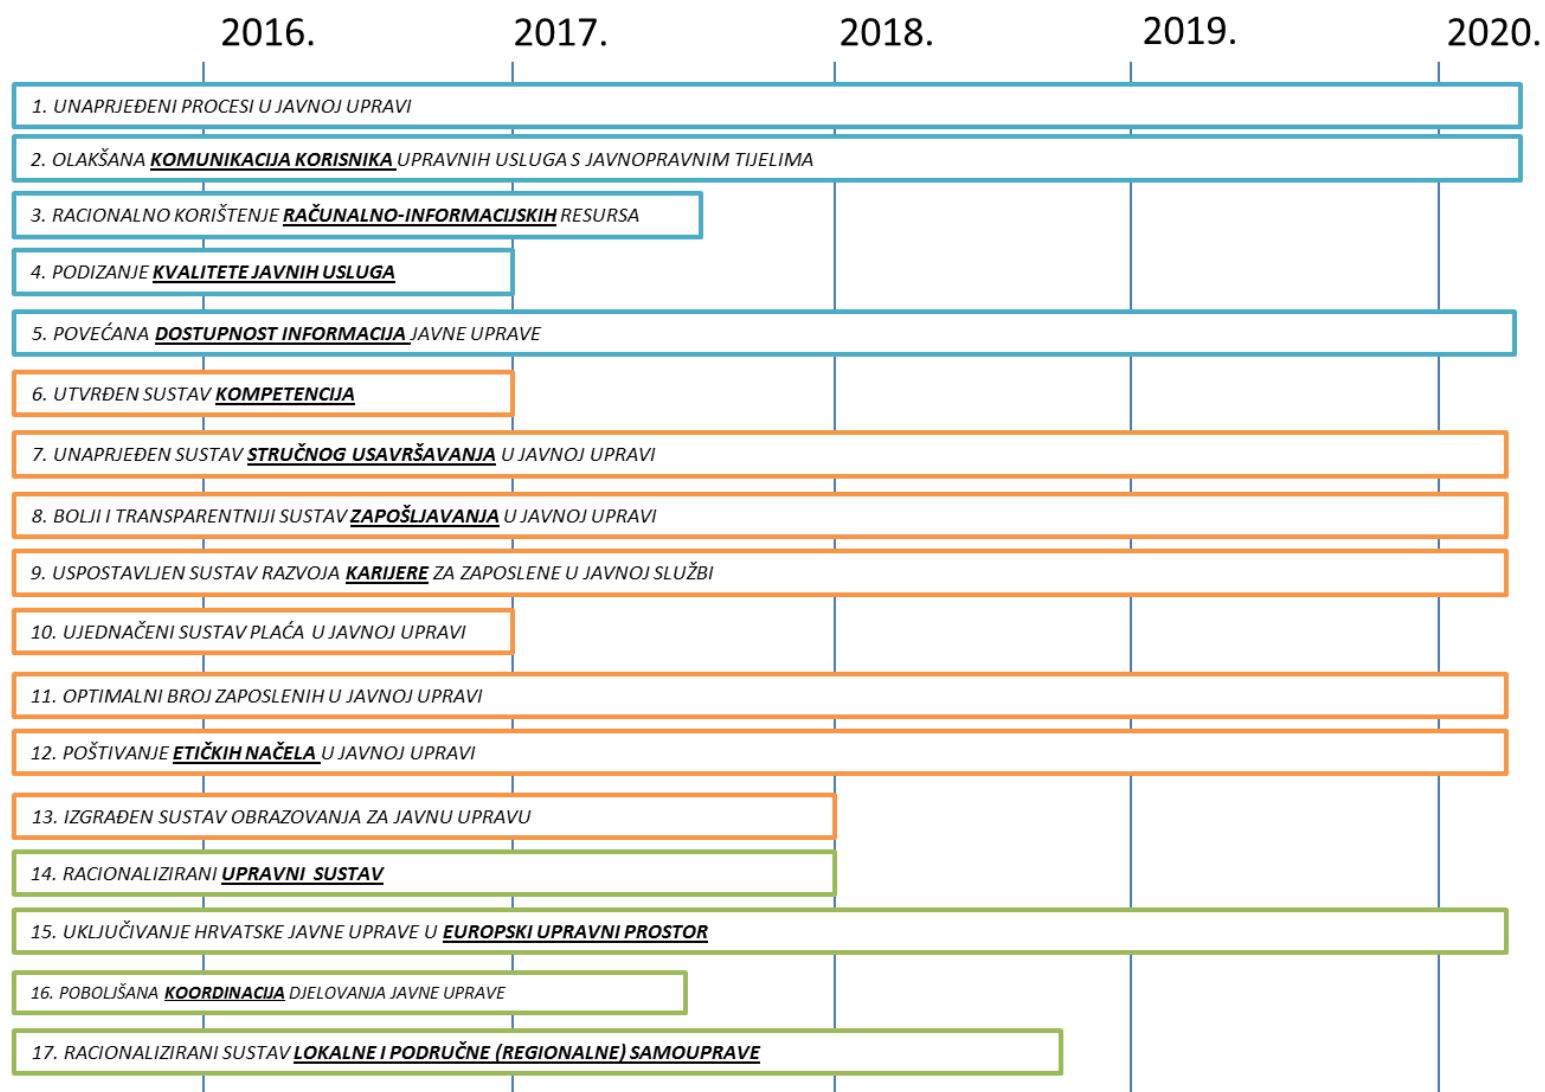 2016. 2017. 2018. 2019. 2020.
1. UNAPRJEĐENI PROCESI U JAVNOJ UPRAVI
2. OLAKŠANA KOMUNIKACIJA KORISNIKA UPRAVNIH USLUGA S JAVNOPRAVNIM TIJELIMA
3. RACIONALNO KORIŠTENJE RAČUNALNO-INFORMACIJSKIH RESURSA
4. PODIZANJE KVALITETE JAVNIH USLUGA
5. POVEĆANA DOSTUPNOST INFORMACIJA JAVNE UPRAVE
6. UTVRĐEN SUSTAV KOMPETENCIJA
7. UNAPRJEĐEN SUSTAV STRUČNOG USAVRŠAVANJA U JAVNOJ UPRAVI
8. BOLJI I TRANSPARENTNIJI SUSTAV ZAPOŠLJAVANJA U JAVNOJ UPRAVI
9. USPOSTAVLJEN SUSTAV RAZVOJA KARIJERE ZA ZAPOSLENE U JAVNOJ SLUŽBI
10. UJEDNAČENI SUSTAV PLAĆA U JAVNOJ UPRAVI
11. OPTIMALNI BROJ ZAPOSLENIH U JAVNOJ UPRAVI
12. POŠTIVANJE ETIČKIH NAČELA U JAVNOJ UPRAVI
13. IZGRAĐEN SUSTAV OBRAZOVANJA ZA JAVNU UPRAVU
14. RACIONALIZIRANI UPRAVNI SUSTAV
15. UKLJUČIVANJE HRVATSKE JAVNE UPRAVE U EUROPSKI UPRAVNI PROSTOR
16. POBOLJŠANA KOORDINACIJA DJELOVANJA JAVNE UPRAVE
17. RACIONALIZIRANI SUSTAV LOKALNE I PODRUČNE (REGIONALNE) SAMOUPRAVE